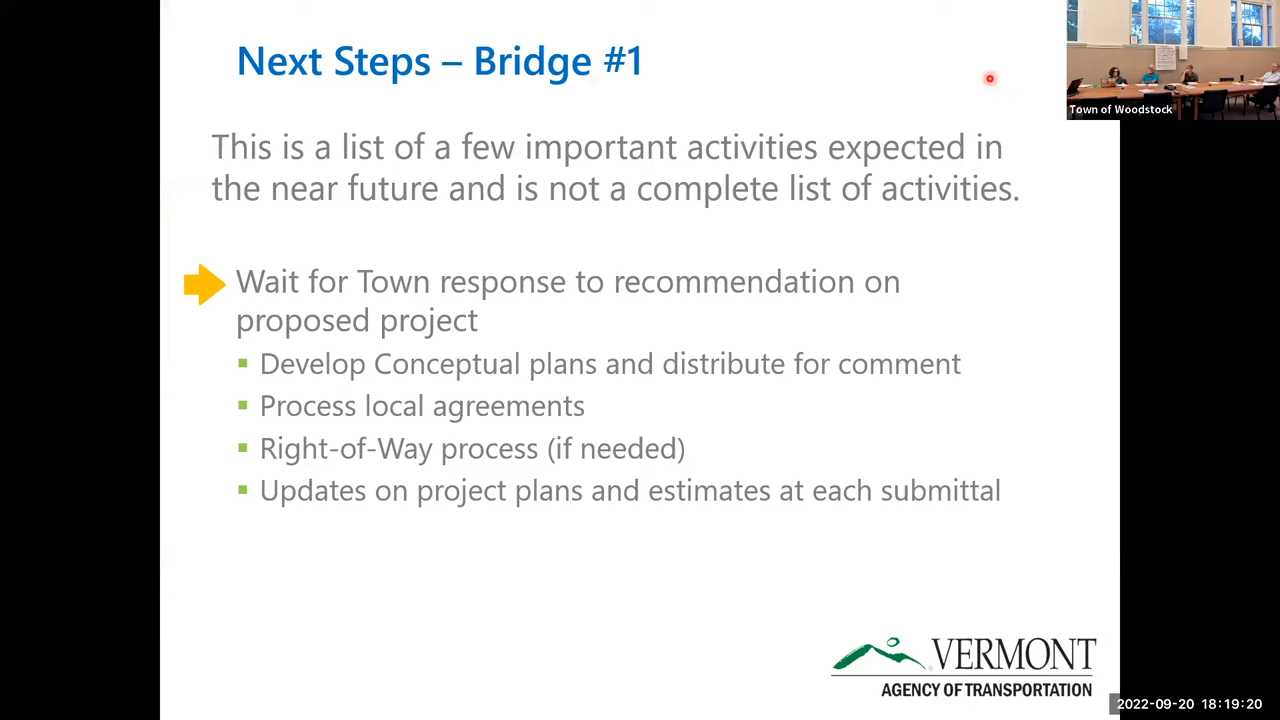 Next Steps – Bridge #1
Town of Woodstock
This is a list of a few important activities expected in
the near future and is not a complete list of activities.
Wait for Town response to recommendation on
proposed project
▪ Develop Conceptual plans and distribute for comment
▪ Process local agreements
▪ Right-of-Way process (if needed)
▪ Updates on project plans and estimates at each submittal
VERMONT
AGENCY OF TRANSPORTATION
2022-09-20 18:19:20